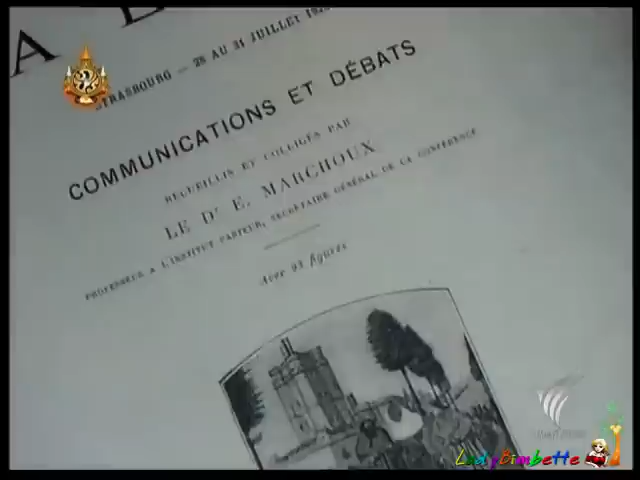 STRASBOURG — 28 AU 31 JUILLET
COMMUNICATIONS ET DÉBATS
RECUEILLIS ET COLLIGÉS PAR
LE Dr E. MARCHOUX
PROFESSEUR A L'INSTITUT PASTEUR, SECRÉTAIRE GÉNÉRAL DE LA CONFÉRENCE
Avec 93 figures
LadyBimbette